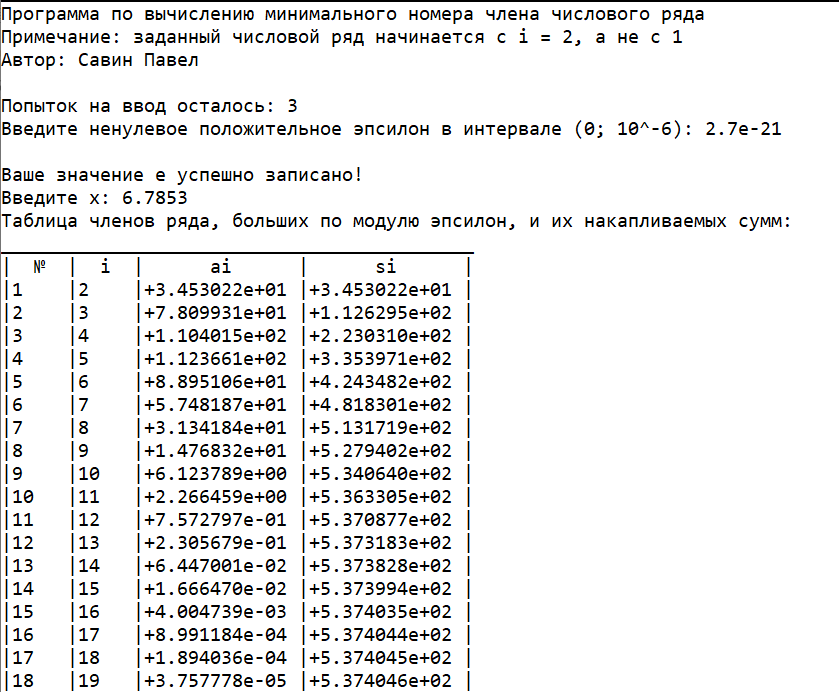 Программа по вычислению минимального номера члена числового ряда
Примечание: заданный числовой ряд начинается с i = 2, а не с 1
Автор: Савин Павел
Попыток на ввод осталось: 3
Введите ненулевое положительное эпсилон в интервале (0; 10^-6): 2.7e-21
Ваше значение e успешно записано!
Введите x: 6.7853
Таблица членов ряда, больших по модулю эпсилон, и их накапливаемых сумм:
| № | i | ai | si |
|1 |2 |+3.453022e+01 |+3.453022e+01 |
|2 |3 |+7.809931e+01 |+1.126295e+02 |
|3 |4 |+1.104015e+02 |+2.230310e+02 |
|4 |5 |+1.123661e+02 |+3.353971e+02 |
|5 |6 |+8.895106e+01 |+4.243482e+02 |
|6 |7 |+5.748187e+01 |+4.818301e+02 |
|7 |8 |+3.134184e+01 |+5.131719e+02 |
|8 |9 |+1.476832e+01 |+5.279402e+02 |
|9 |10 |+6.123789e+00 |+5.340640e+02 |
|10 |11 |+2.266459e+00 |+5.363305e+02 |
|11 |12 |+7.572797e-01 |+5.370877e+02 |
|12 |13 |+2.305679e-01 |+5.373183e+02 |
|13 |14 |+6.447001e-02 |+5.373828e+02 |
|14 |15 |+1.666470e-02 |+5.373994e+02 |
|15 |16 |+4.004739e-03 |+5.374035e+02 |
|16 |17 |+8.991184e-04 |+5.374044e+02 |
|17 |18 |+1.894036e-04 |+5.374045e+02 |
|18 |19 |+3.757778e-05 |+5.374046e+02 |